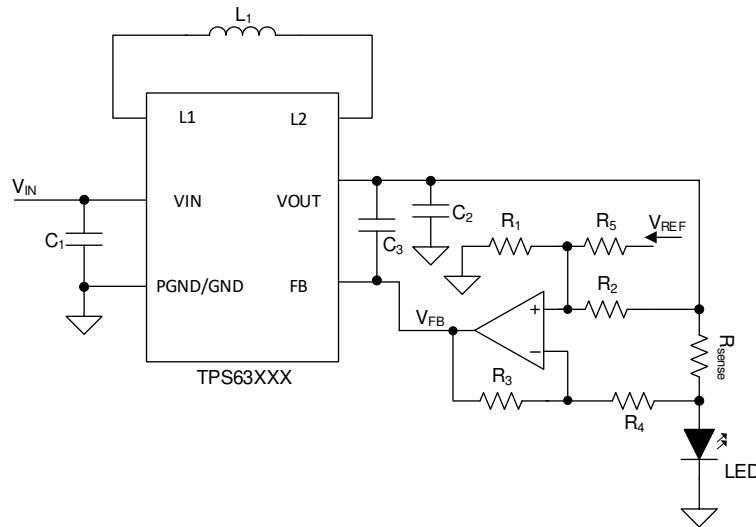 L1
L1
L2
VIN
VIN
VOUT
C1
C3
C2
R1
R5
VREF
PGND/GND
FB
R2
VFB
+
−
Rsense
R3
R4
TPS63XXX
LED